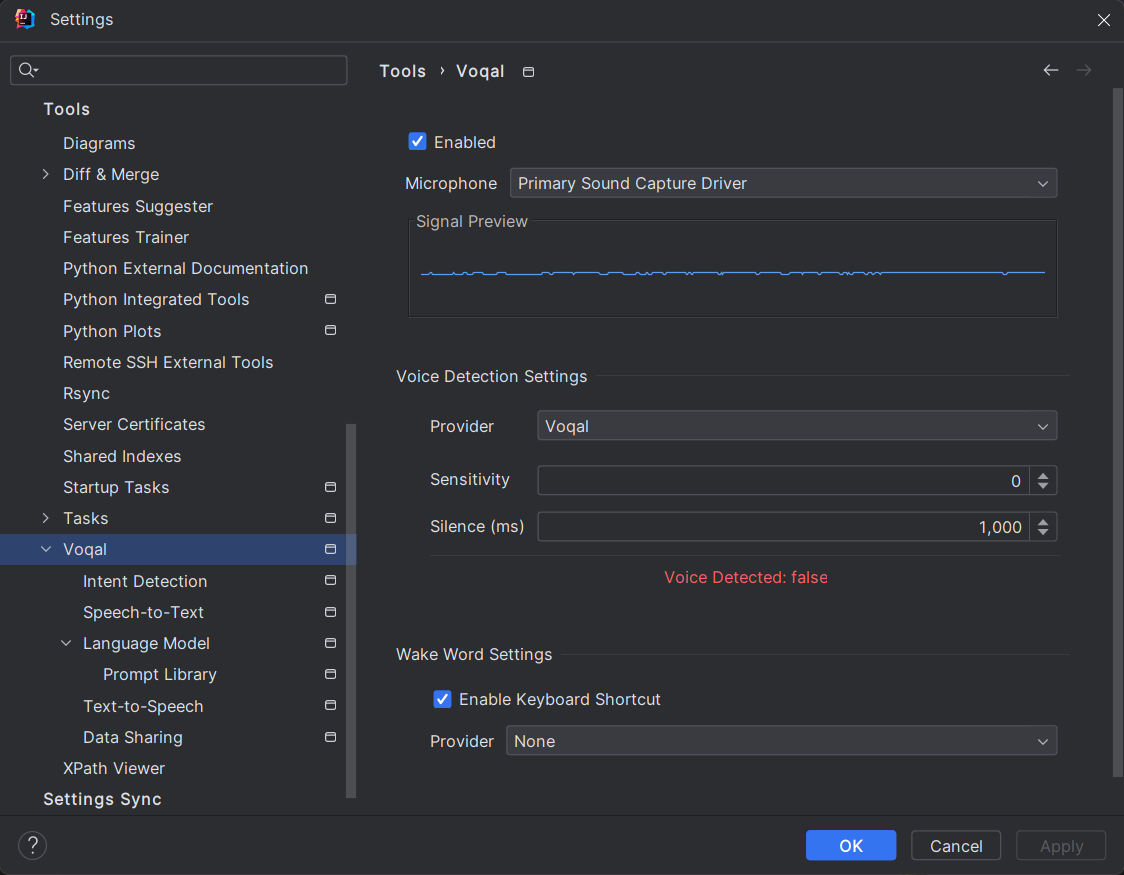 Settings
Tools
Diagrams
Diff & Merge
Features Suggester
Features Trainer
Python External Documentation
Python Integrated Tools
Python Plots
Remote SSH External Tools
Rsync
Server Certificates
Shared Indexes
Startup Tasks
Tasks
Voqal
Intent Detection
Speech-to-Text
Language Model
Prompt Library
Text-to-Speech
Data Sharing
XPath Viewer
Settings Sync
Tools › Voqal
Enabled
Microphone Primary Sound Capture Driver
Signal Preview
Voice Detection Settings
Provider Voqal
Sensitivity 0
Silence (ms) 1,000
Voice Detected: false
Wake Word Settings
Enable Keyboard Shortcut
Provider None
? OK Cancel Apply